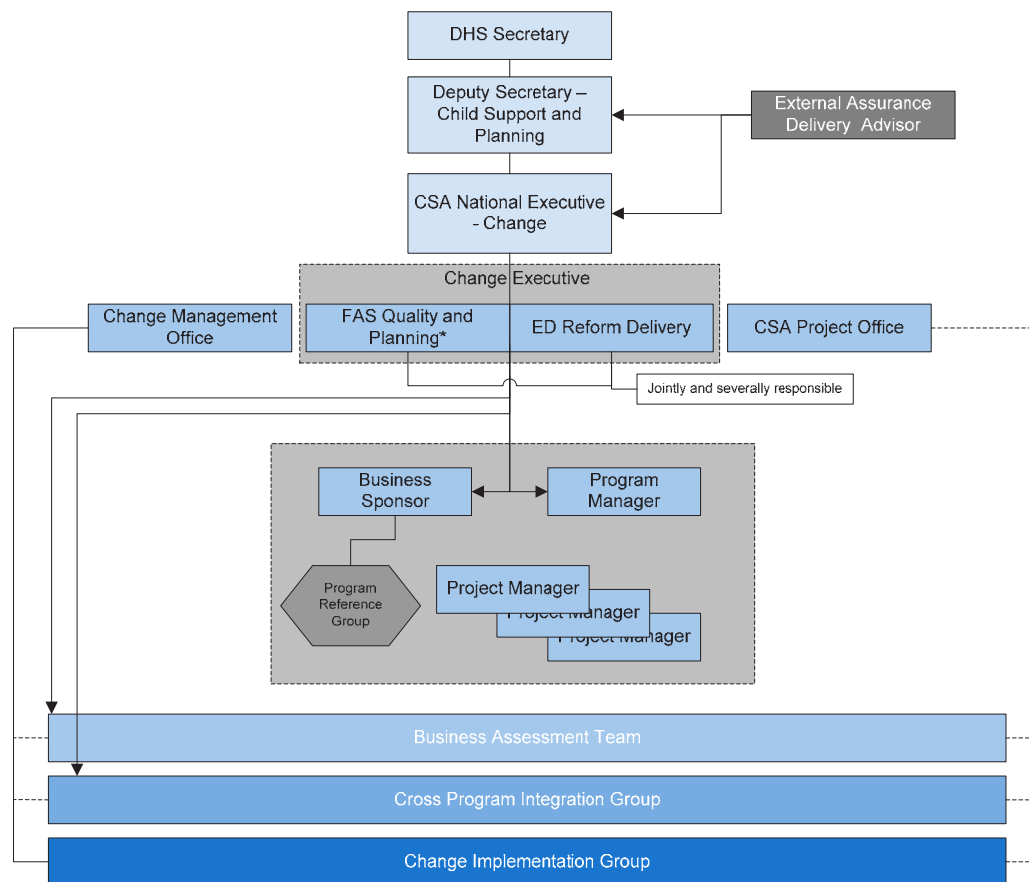 DHS Secretary
Deputy Secretary –
Child Support and
Planning
External Assurance
Delivery Advisor
CSA National Executive
- Change
Change Executive
Change Management
Office
FAS Quality and
Planning*
ED Reform Delivery
CSA Project Office
Jointly and severally responsible
Business
Sponsor
Program
Manager
Program
Reference
Group
Project Manager
Project Manager
Project Manager
Business Assessment Team
Cross Program Integration Group
Change Implementation Group